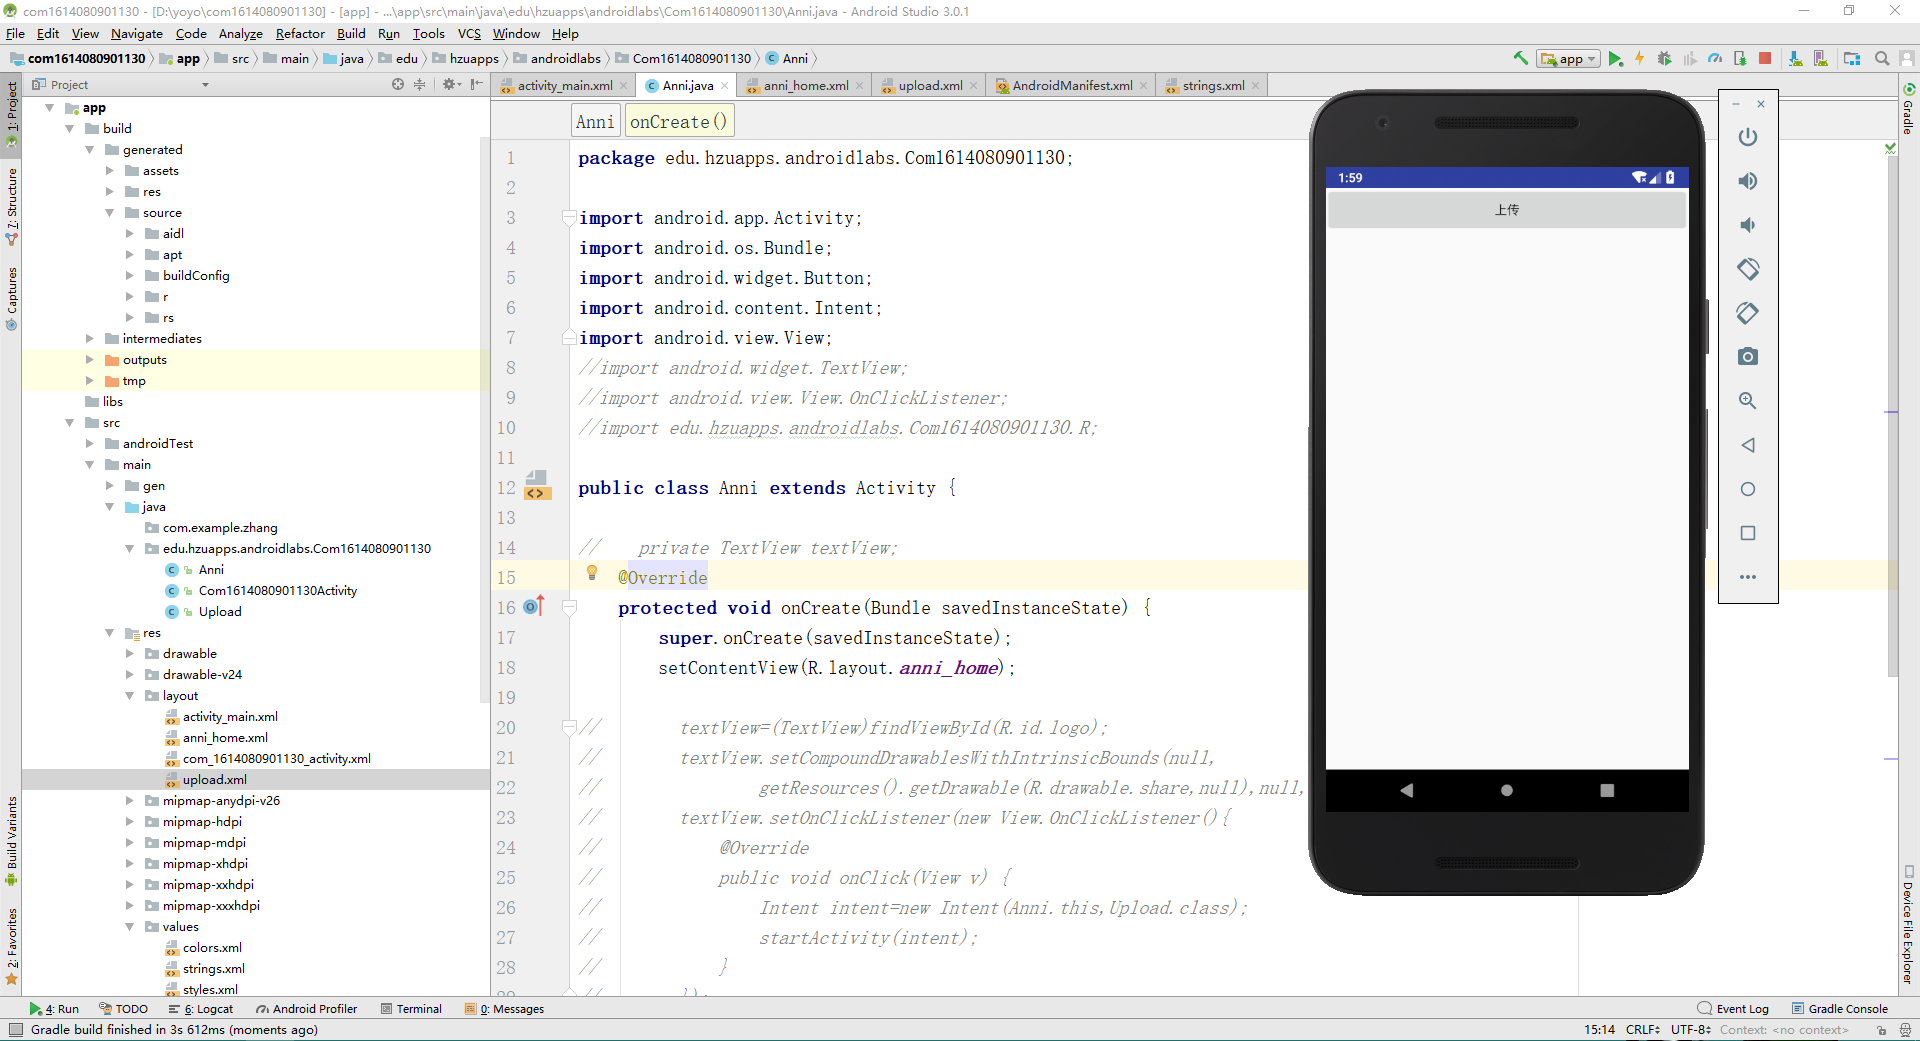 com1614080901130 - [D:\yoyo\com1614080901130] - [app] - ...\app\src\main\java\edu\hzuapps\androidlabs\Com1614080901130\Anni.java - Android Studio 3.0.1
File Edit View Navigate Code Analyze Refactor Build Run Tools VCS Window Help
com1614080901130 app src main java edu hzuapps androidlabs Com1614080901130 Anni
app
Project
activity_main.xml Anni.java anni_home.xml upload.xml AndroidManifest.xml strings.xml
1: Project
7: Structure
Captures
Build Variants
2: Favorites
app
build
generated
assets
res
source
aidl
apt
buildConfig
r
rs
intermediates
outputs
tmp
libs
src
androidTest
main
gen
java
com.example.zhang
edu.hzuapps.androidlabs.Com1614080901130
Anni
Com1614080901130Activity
Upload
res
drawable
drawable-v24
layout
activity_main.xml
anni_home.xml
com_1614080901130_activity.xml
upload.xml
mipmap-anydpi-v26
mipmap-hdpi
mipmap-mdpi
mipmap-xhdpi
mipmap-xxhdpi
mipmap-xxxhdpi
values
colors.xml
strings.xml
styles.xml
Anni onCreate()
1 package edu.hzuapps.androidlabs.Com1614080901130;
2
3 import android.app.Activity;
4 import android.os.Bundle;
5 import android.widget.Button;
6 import android.content.Intent;
7 import android.view.View;
8 //import android.widget.TextView;
9 //import android.view.View.OnClickListener;
10 //import edu.hzuapps.androidlabs.Com1614080901130.R;
11
12 public class Anni extends Activity {
13
14 // private TextView textView;
15 @Override
16 protected void onCreate(Bundle savedInstanceState) {
17 super.onCreate(savedInstanceState);
18 setContentView(R.layout.anni_home);
19
20 // textView=(TextView)findViewById(R.id.logo);
21 // textView.setCompoundDrawablesWithIntrinsicBounds(null,
22 // getResources().getDrawable(R.drawable.share,null),null,
23 // textView.setOnClickListener(new View.OnClickListener(){
24 // @Override
25 // public void onClick(View v) {
26 // Intent intent=new Intent(Anni.this,Upload.class);
27 // startActivity(intent);
28 // }
1:59
上传
Gradle
Device File Explorer
4: Run TODO 6: Logcat Android Profiler Terminal 0: Messages Event Log Gradle Console
Gradle build finished in 3s 612ms (moments ago) 15:14 CRLF UTF-8 Context: <no context>